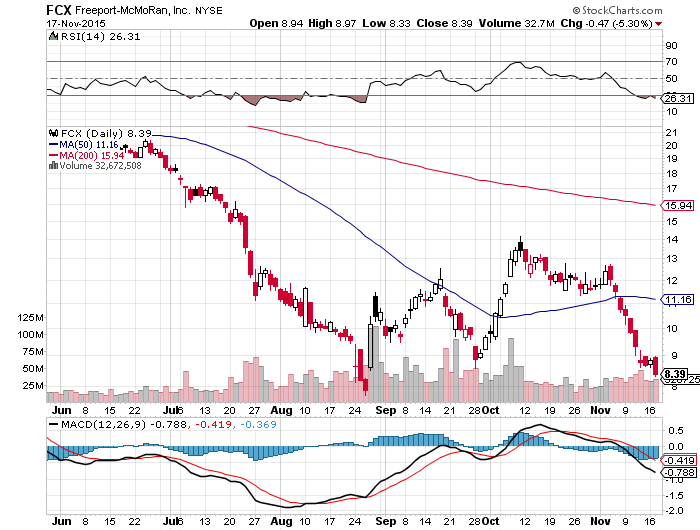 FCX Freeport-McMoRan, Inc. NYSE
© StockCharts.com
17-Nov-2015
Open 8.94 High 8.97 Low 8.33 Close 8.39 Volume 32.7M Chg -0.47 (-5.30%)
RSI(14) 26.31
90
70
50
30
26.31
10
FCX (Daily) 8.39
MA(50) 11.16
MA(200) 15.94
Volume 32,672,508
21
20
19
18
17
15.94
15
14
13
12
11.16
10
9
8.39
8
125M
100M
75M
50M
25M
Jun 8 15 22 Jul 6 13 20 27 Aug 10 17 24 Sep 8 14 21 28 Oct 12 19 26 Nov 9 16
MACD(12,26,9) -0.788, -0.419, -0.369
0.5
0.0
-0.419
-0.788
-1.0
-1.5
-2.0
Jun 8 15 22 Jul 6 13 20 27 Aug 10 17 24 Sep 8 14 21 28 Oct 12 19 26 Nov 9 16